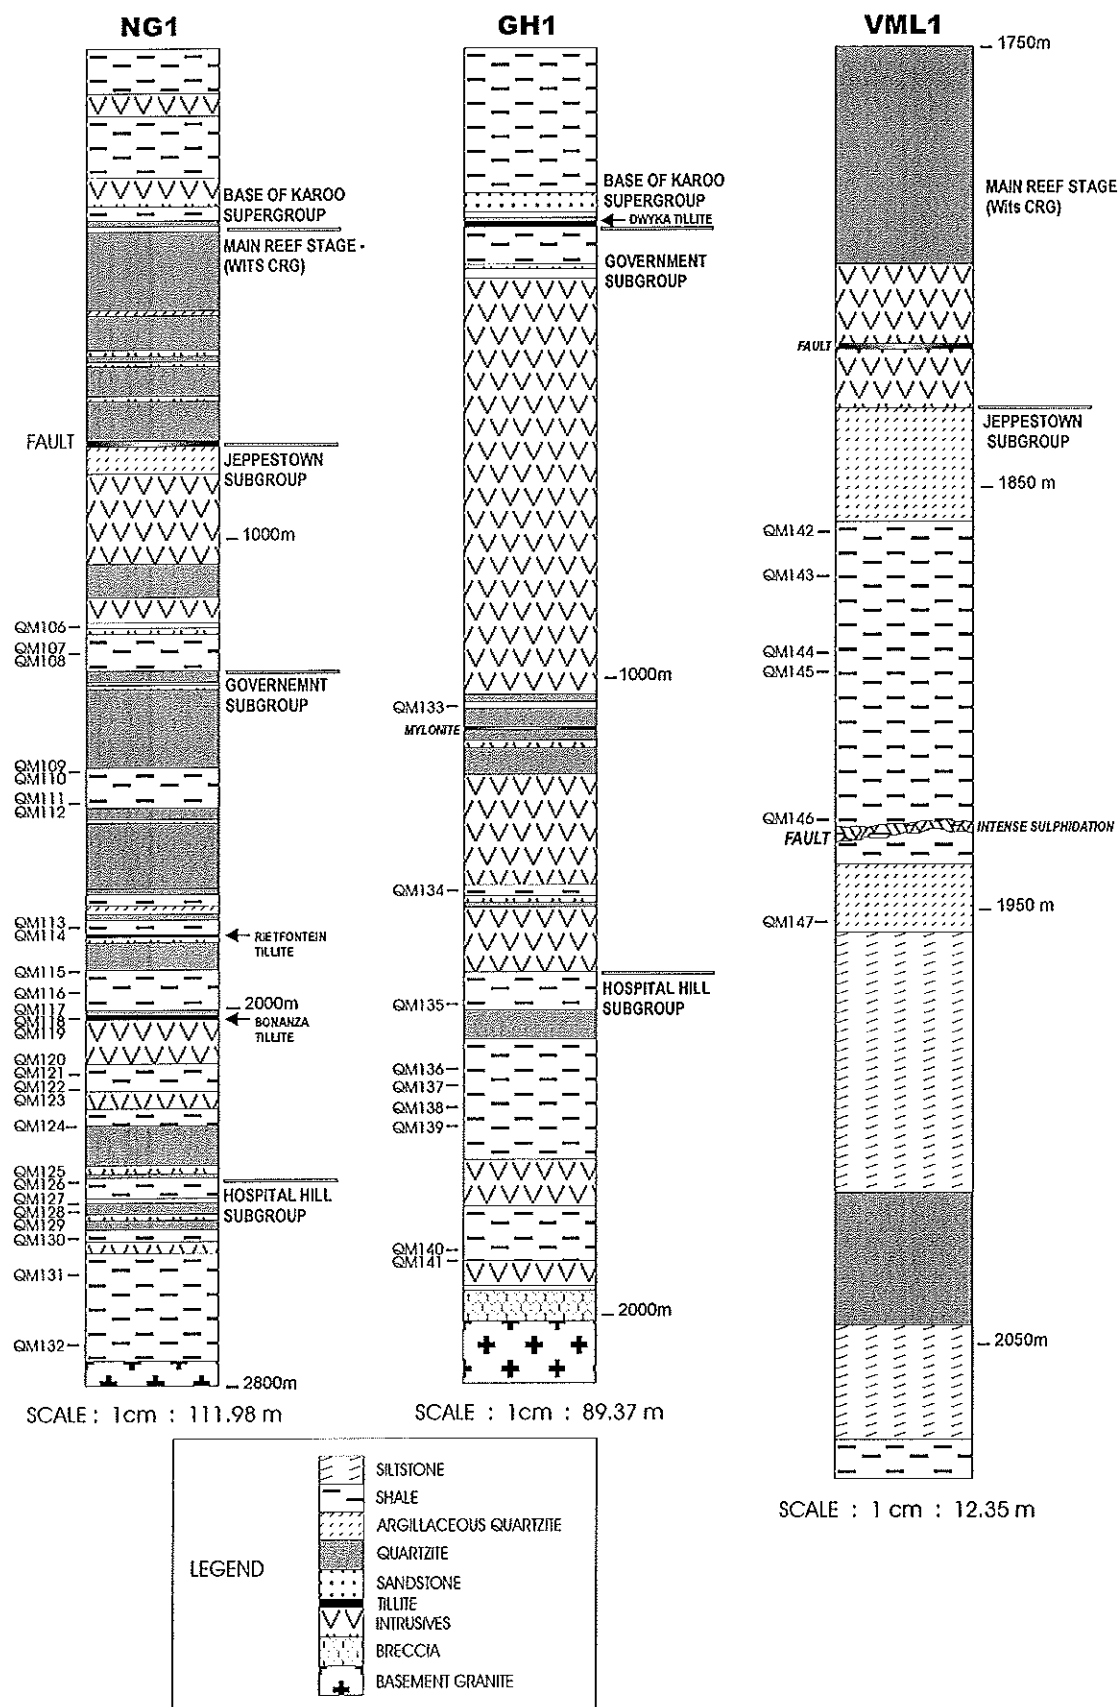 NG1
BASE OF KAROO
SUPERGROUP
MAIN REEF STAGE -
(WITS CRG)
FAULT
JEPPESTOWN
SUBGROUP
1000m
QM106
QM107
QM108
GOVERNEMNT
SUBGROUP
QM109
QM110
QM111
QM112
QM113
QM114
RIETFONTEIN
TILLITE
QM115
QM116
QM117
2000m
QM118
BONANZA
TILLITE
QM119
QM120
QM121
QM122
QM123
QM124
QM125
QM126
HOSPITAL HILL
SUBGROUP
QM127
QM128
QM129
QM130
QM131
QM132
2800m
SCALE : 1cm : 111.98 m
GH1
BASE OF KAROO
SUPERGROUP
DWYKA TILLITE
GOVERNMENT
SUBGROUP
1000m
QM133
MYLONITE
QM134
HOSPITAL HILL
SUBGROUP
QM135
QM136
QM137
QM138
QM139
QM140
QM141
2000m
SCALE : 1cm : 89.37 m
VML1
1750m
MAIN REEF STAGE
(Wits CRG)
FAULT
JEPPESTOWN
SUBGROUP
1850 m
QM142
QM143
QM144
QM145
QM146
FAULT
INTENSE SULPHIDATION
1950 m
QM147
2050m
SCALE : 1 cm : 12.35 m
LEGEND
SILTSTONE
SHALE
ARGILLACEOUS QUARTZITE
QUARTZITE
SANDSTONE
TILLITE
INTRUSIVES
BRECCIA
BASEMENT GRANITE